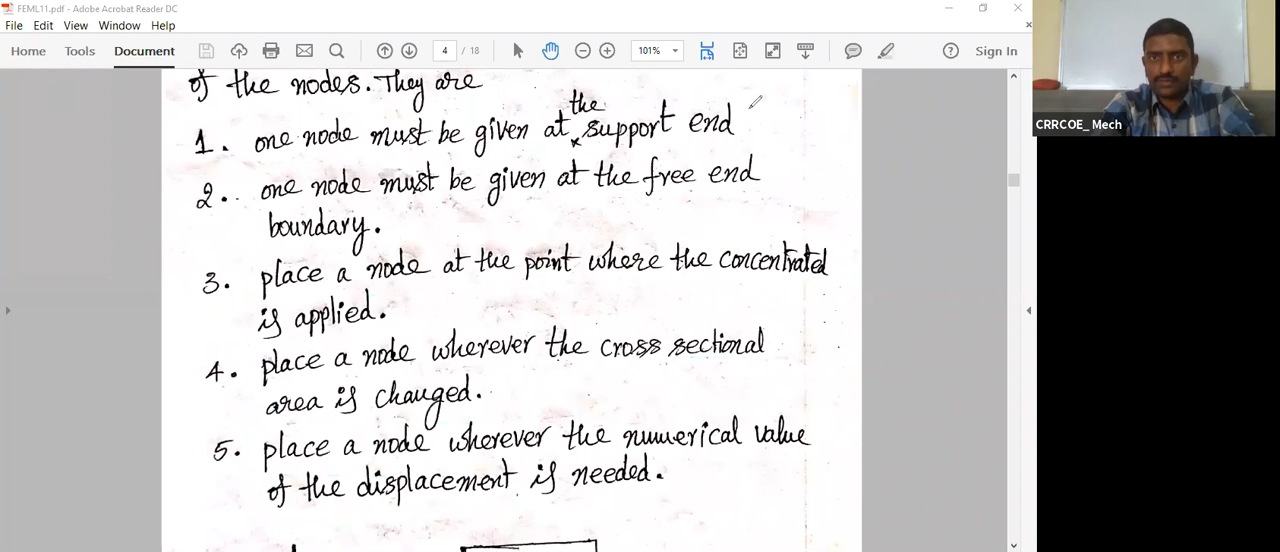 FEML11.pdf - Adobe Acrobat Reader DC
File Edit View Window Help
Home Tools Document 4 / 18 101% Sign In
of the nodes. They are
1. one node must be given at the support end
2. one node must be given at the free end
boundary.
3. place a node at the point where the concentrated
is applied.
4. place a node wherever the cross sectional
area is changed.
5. place a node wherever the numerical value
of the displacement is needed.
CRRCOE_ Mech